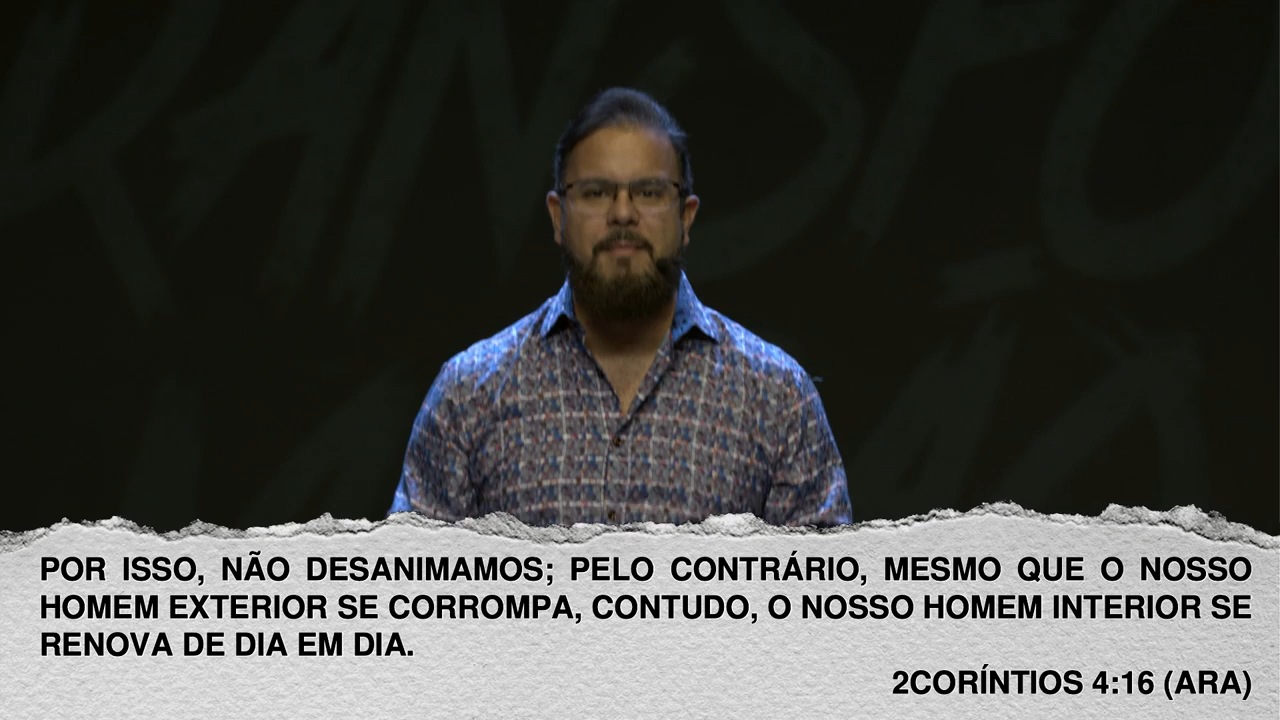 RANSFO
POR ISSO, NÃO DESANIMAMOS; PELO CONTRÁRIO, MESMO QUE O NOSSO
HOMEM EXTERIOR SE CORROMPA, CONTUDO, O NOSSO HOMEM INTERIOR SE
RENOVA DE DIA EM DIA.
2CORÍNTIOS 4:16 (ARA)